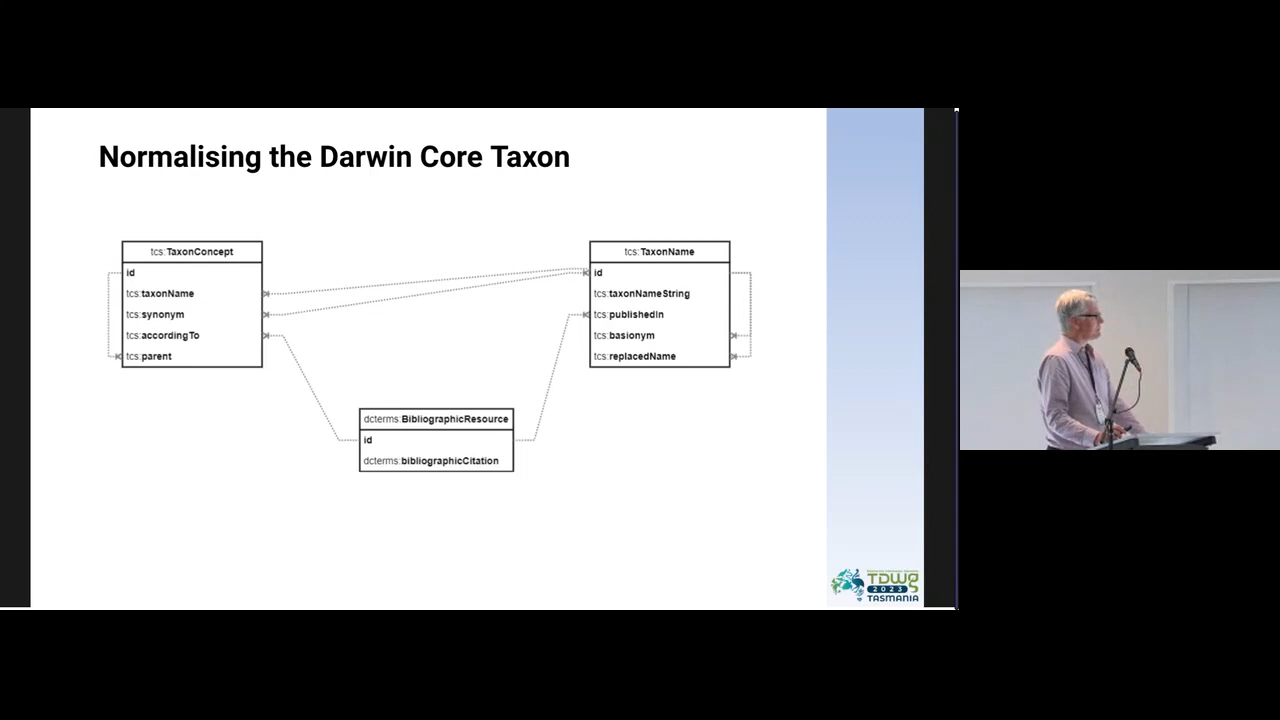 Normalising the Darwin Core Taxon
tcs:TaxonConcept
id
tcs:taxonName
tcs:synonym
tcs:accordingTo
tcs:parent
tcs:TaxonName
id
tcs:taxonNameString
tcs:publishedIn
tcs:basionym
tcs:replacedName
dcterms:BibliographicResource
id
dcterms:bibliographicCitation
TDWG
2023
TASMANIA